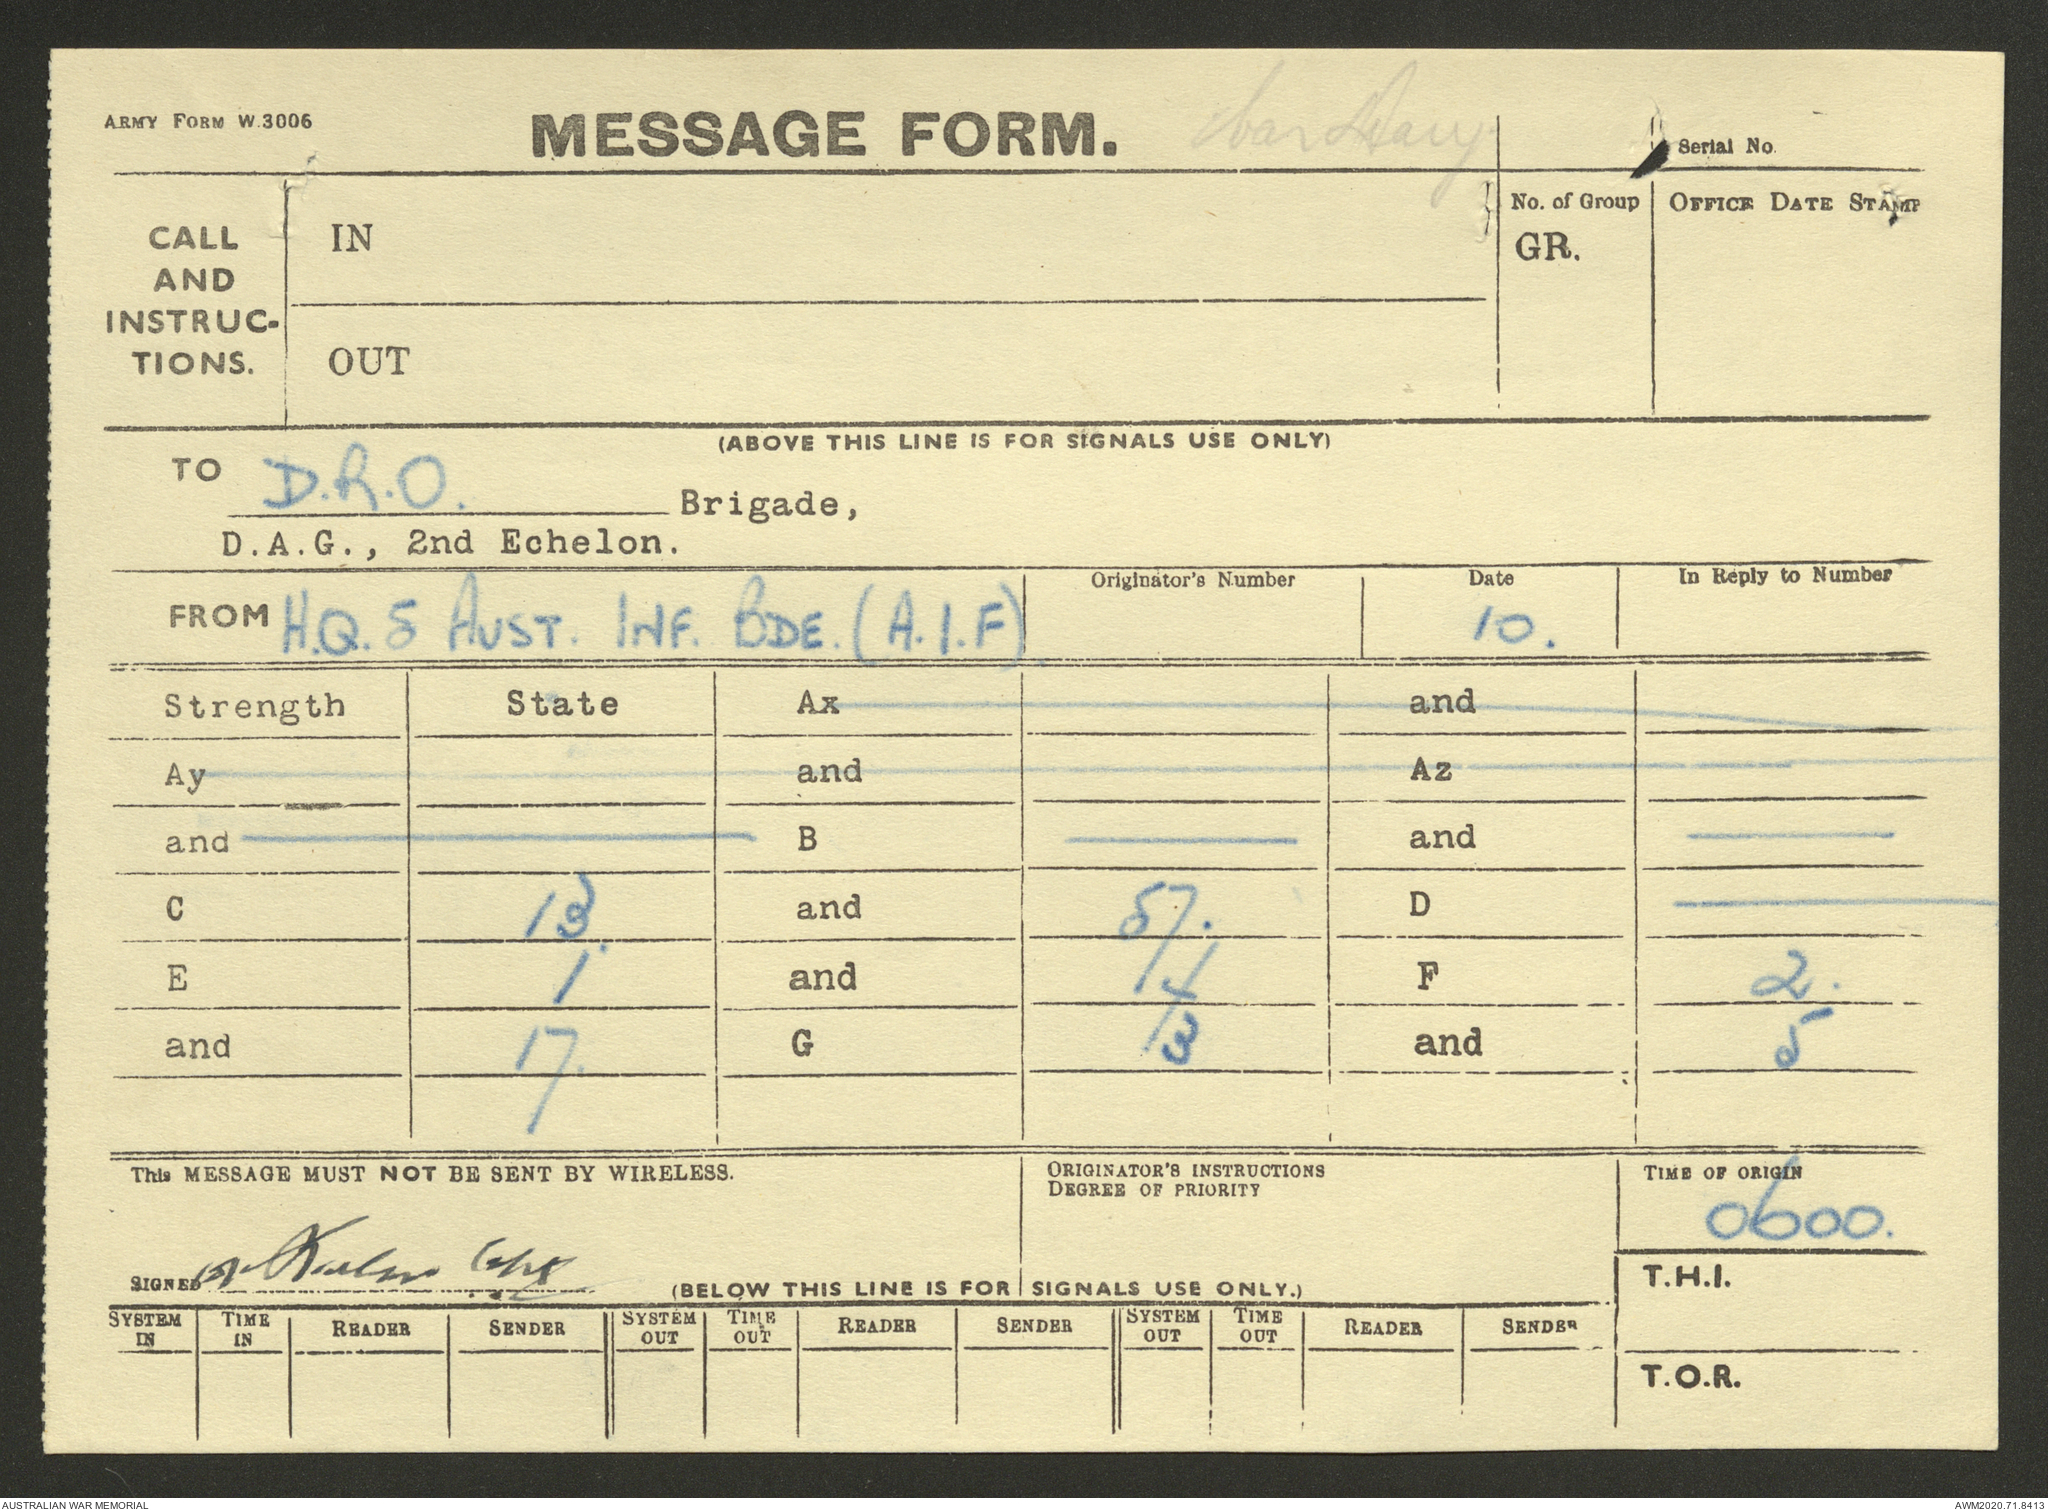 ARMY FORM W.3006
MESSAGE FORM.
War Diary
Serial No.
CALL
AND
INSTRUC-
TIONS.
IN
OUT
No. of Group
GR.
OFFICE DATE STAMP
(ABOVE THIS LINE IS FOR SIGNALS USE ONLY)
TO D.R.O. Brigade,
D.A.G., 2nd Echelon.
FROM H.Q. 5 AUST. INF. BDE. (A.I.F).
Originator's Number
Date
10.
In Reply to Number
Strength State Ax and
Ay and Az
and B and
C 13. and 57. D
E 1 and 1 F 2.
and 17. G 3 and 5
This MESSAGE MUST NOT BE SENT BY WIRELESS.
ORIGINATOR'S INSTRUCTIONS
DEGREE OF PRIORITY
TIME OF ORIGIN
0600.
SIGNED Capt
(BELOW THIS LINE IS FOR SIGNALS USE ONLY.)
T.H.I.
SYSTEM IN TIME IN READER SENDER SYSTEM OUT TIME OUT READER SENDER SYSTEM OUT TIME OUT READER SENDER
T.O.R.
AUSTRALIAN WAR MEMORIAL
AWM2020.71.8413